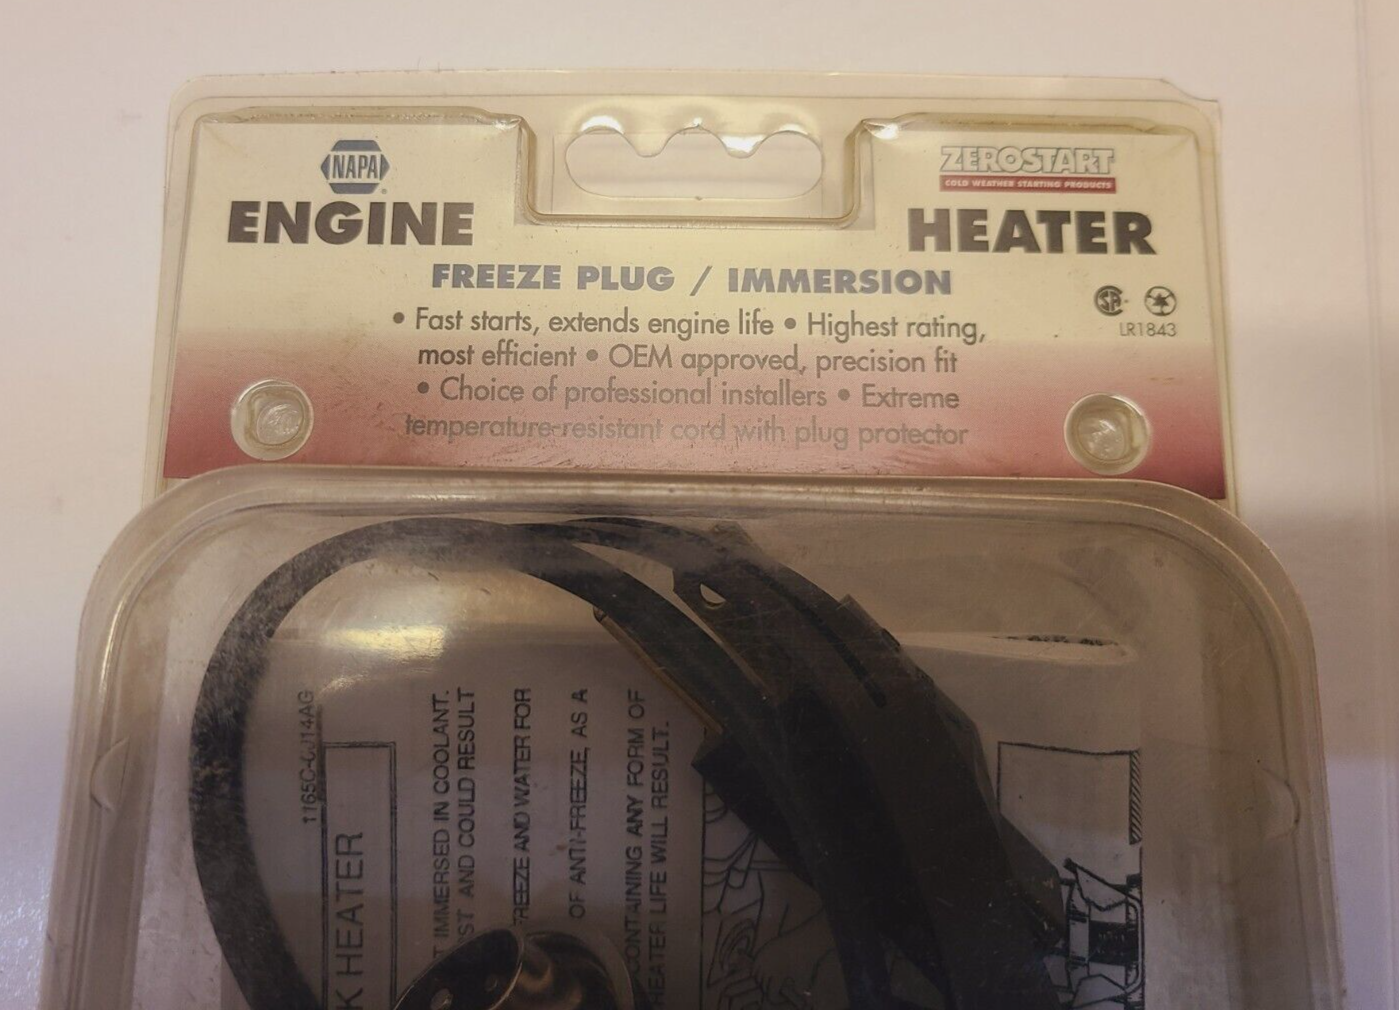 NAPA
ENGINE
ZEROSTART
COLD WEATHER STARTING PRODUCTS
HEATER
FREEZE PLUG / IMMERSION
• Fast starts, extends engine life • Highest rating,
most efficient • OEM approved, precision fit
• Choice of professional installers • Extreme
temperature-resistant cord with plug protector
LR1843
K HEATER
T IMMERSED IN COOLANT.
ST AND COULD RESULT
FREEZE AND WATER FOR
OF ANTI-FREEZE, AS A
CONTAINING ANY FORM OF
HEATER LIFE WILL RESULT.